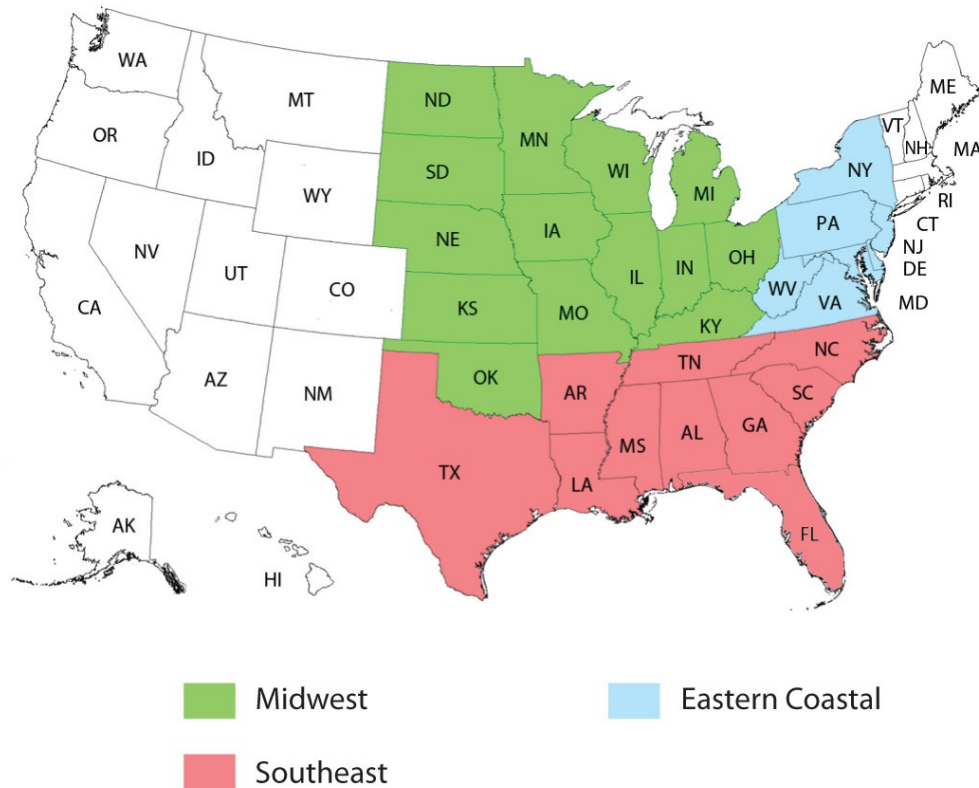 WA
MT
ND
MN
ME
VT
NH
MA
OR
ID
SD
WI
NY
MI
RI
WY
CT
PA
NE
IA
NJ
NV
OH
DE
UT
IL
IN
CO
WV
VA
MD
CA
KS
MO
KY
NC
TN
AZ
NM
OK
AR
SC
GA
MS
AL
TX
LA
FL
AK
HI
Midwest
Eastern Coastal
Southeast